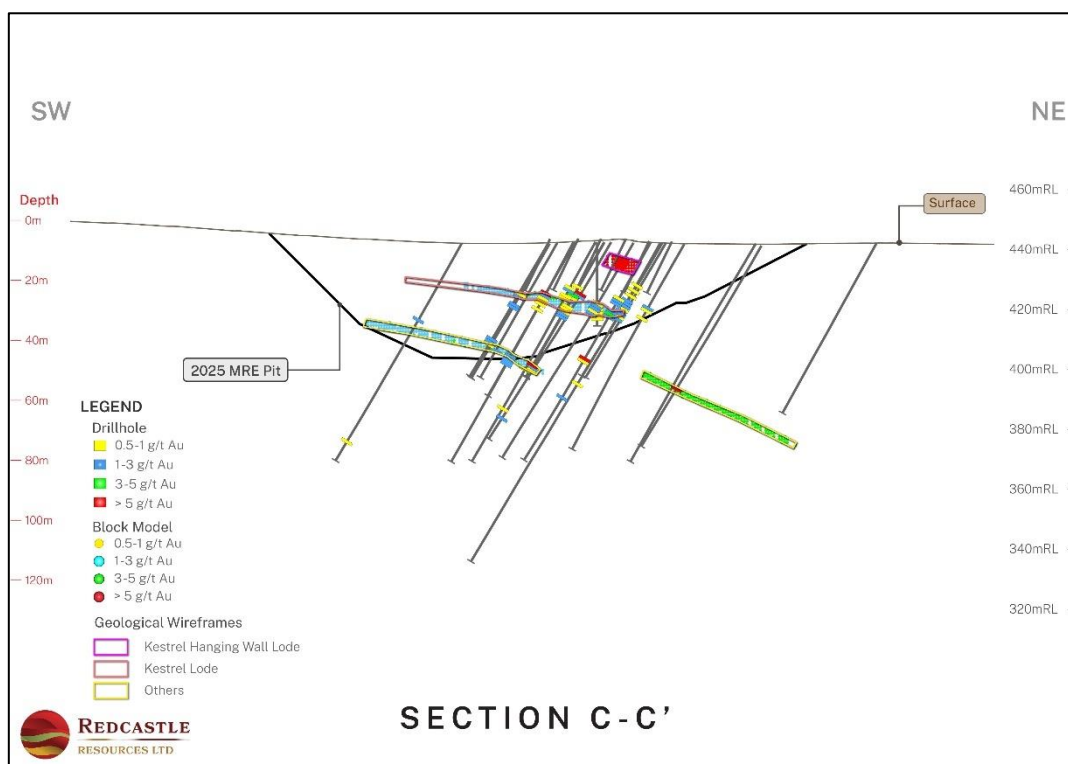 SW
NE
Depth
0m
20m
40m
60m
80m
100m
120m
460mRL
440mRL
420mRL
400mRL
380mRL
360mRL
340mRL
320mRL
Surface
2025 MRE Pit
LEGEND
Drillhole
0.5-1 g/t Au
1-3 g/t Au
3-5 g/t Au
> 5 g/t Au
Block Model
0.5-1 g/t Au
1-3 g/t Au
3-5 g/t Au
> 5 g/t Au
Geological Wireframes
Kestrel Hanging Wall Lode
Kestrel Lode
Others
REDCASTLE
RESOURCES LTD
SECTION C-C'